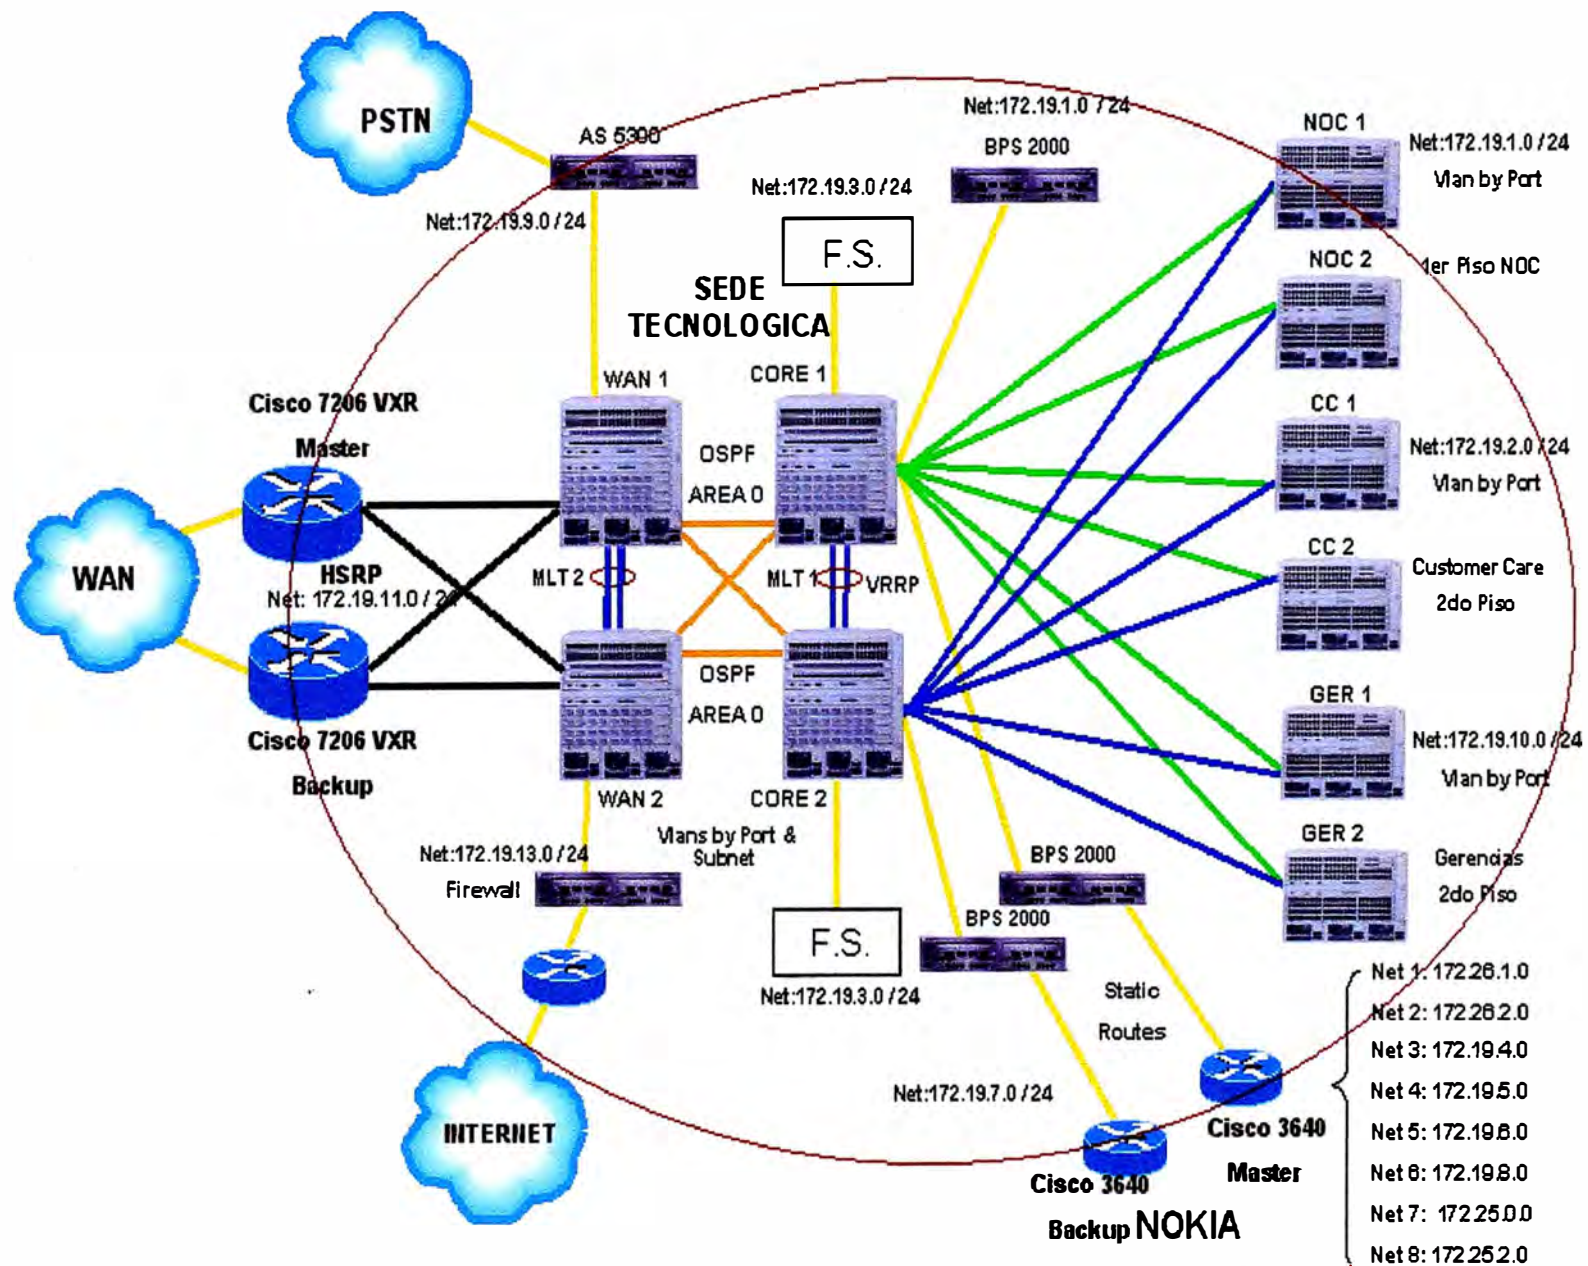 PSTN
AS 5300
Net:172.19.9.0 / 24
Net:172.19.3.0 / 24
F.S.
SEDE
TECNOLOGICA
Net:172.19.1.0 / 24
BPS 2000
NOC 1
Net:172.19.1.0 / 24
Vlan by Port
NOC 2
1er Piso NOC
WAN 1
CORE 1
Cisco 7206 VXR
Master
OSPF
AREA 0
CC 1
Net:172.19.2.0 / 24
Vlan by Port
WAN
HSRP
Net: 172.19.11.0 / 24
MLT 2
MLT 1
VRRP
CC 2
Customer Care
2do Piso
OSPF
AREA 0
Cisco 7206 VXR
Backup
GER 1
Net:172.19.10.0 / 24
Vlan by Port
WAN 2
CORE 2
Vlans by Port &
Subnet
GER 2
Gerencias
2do Piso
Net:172.19.13.0 / 24
Firewall
BPS 2000
BPS 2000
F.S.
Net:172.19.3.0 / 24
Static
Routes
Net:172.19.7.0 / 24
INTERNET
Cisco 3640
Master
Cisco 3640
Backup NOKIA
Net 1: 172.26.1.0
Net 2: 172.26.2.0
Net 3: 172.19.4.0
Net 4: 172.19.5.0
Net 5: 172.19.6.0
Net 6: 172.19.8.0
Net 7: 172.25.0.0
Net 8: 172.25.2.0